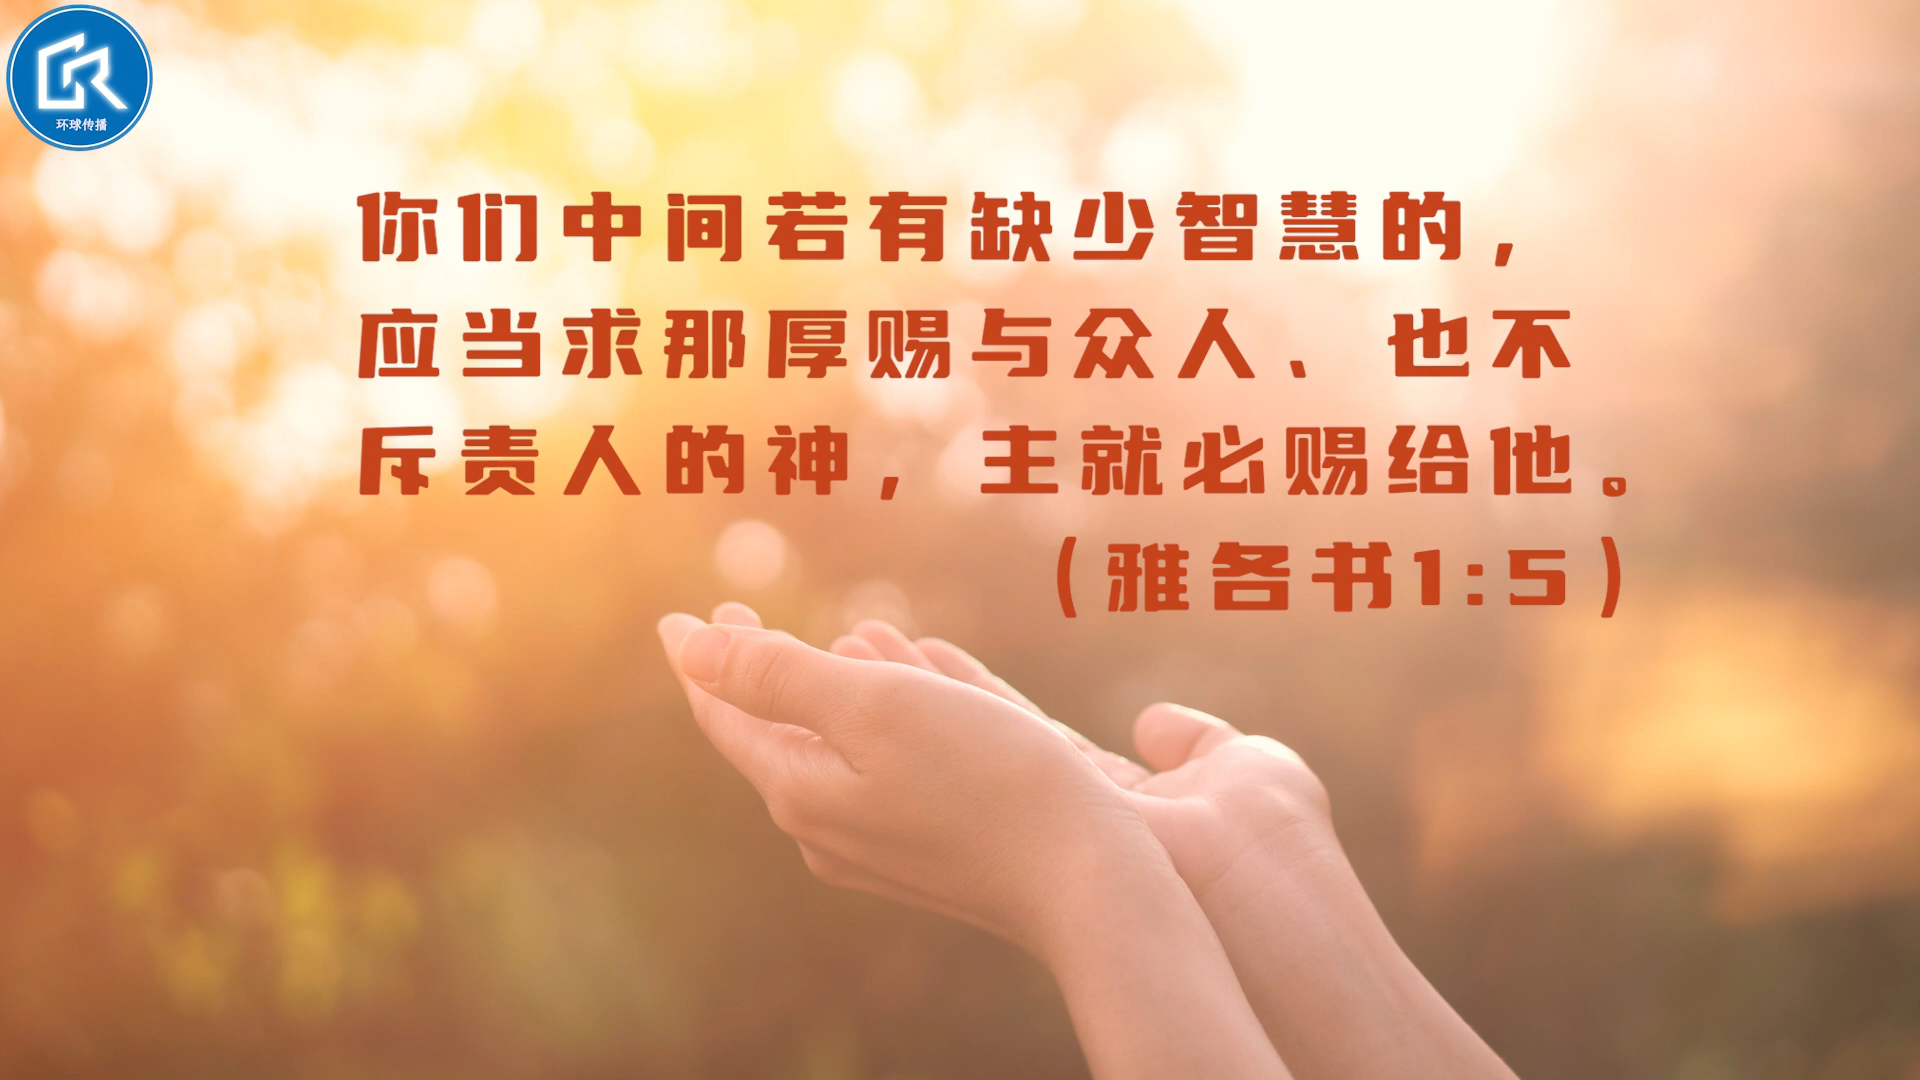 环球传播
你们中间若有缺少智慧的，
应当求那厚赐与众人、也不
斥责人的神，主就必赐给他。
（雅各书1:5）